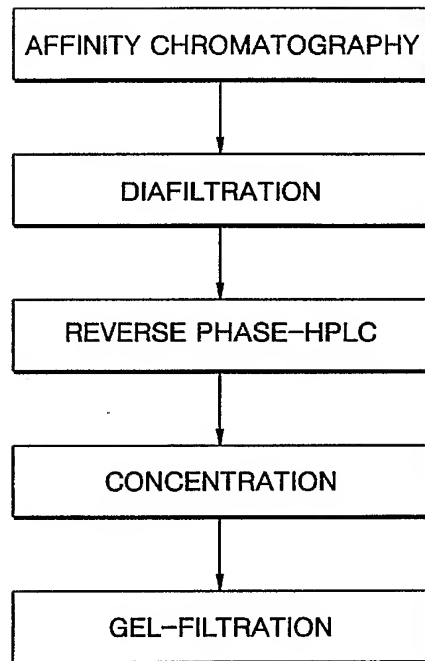 AFFINITY CHROMATOGRAPHY
DIAFILTRATION
REVERSE PHASE-HPLC
CONCENTRATION
GEL-FILTRATION